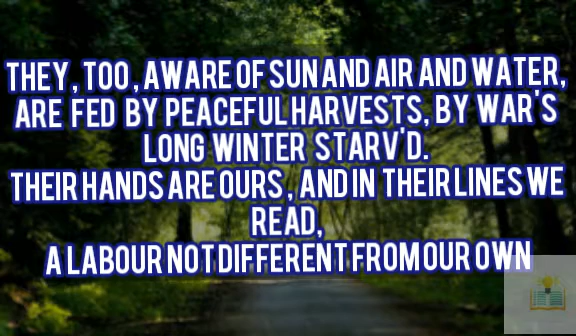 THEY, TOO, AWARE OF SUN AND AIR AND WATER,
ARE FED BY PEACEFUL HARVESTS, BY WAR'S
LONG WINTER STARV'D.
THEIR HANDS ARE OURS, AND IN THEIR LINES WE
READ,
A LABOUR NOT DIFFERENT FROM OUR OWN